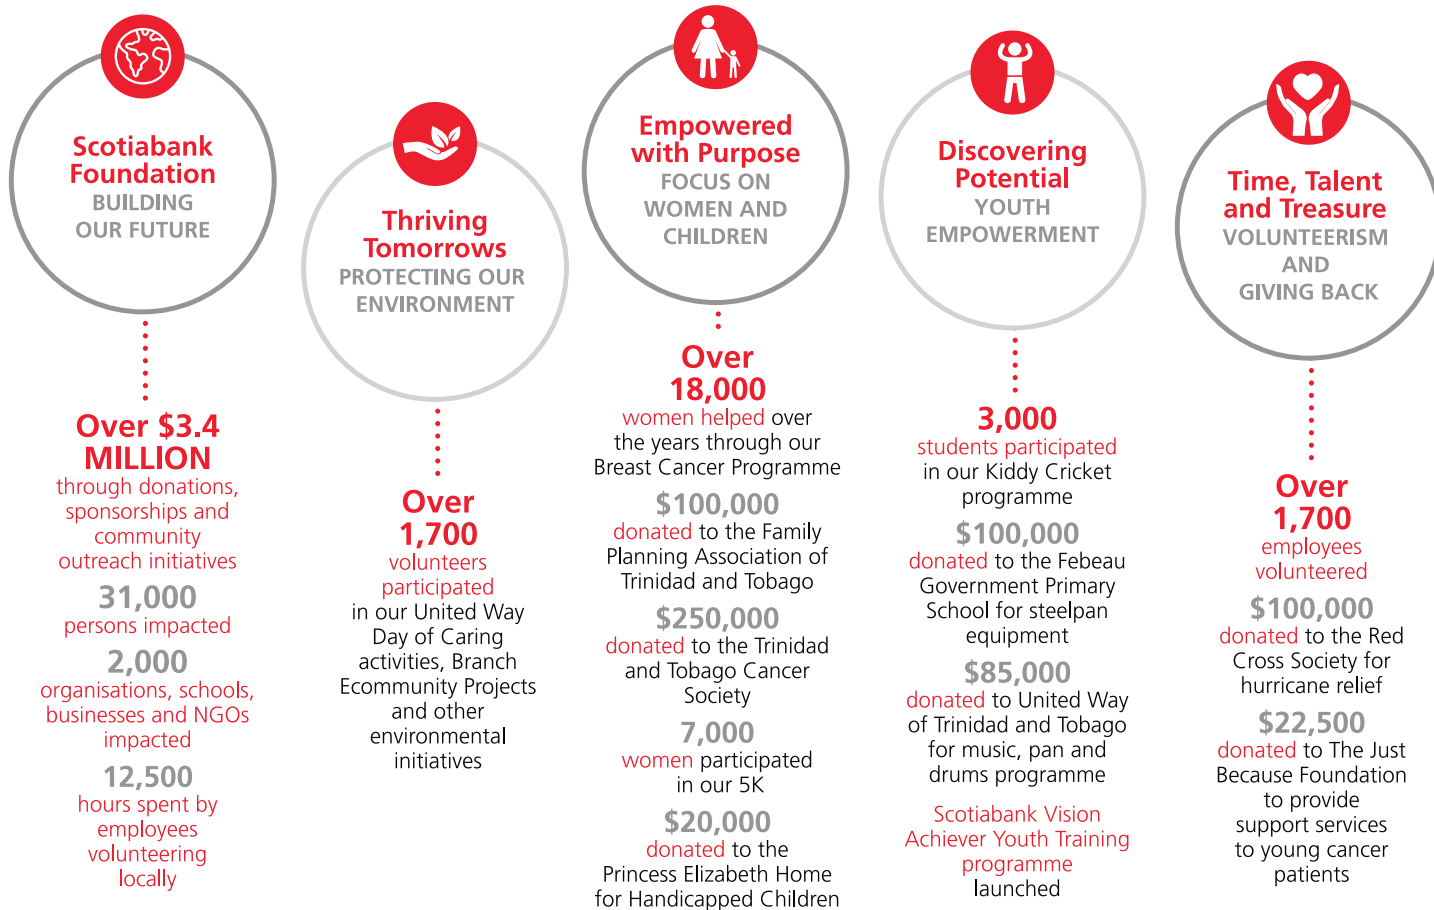 Scotiabank
Foundation
BUILDING
OUR FUTURE
Over $3.4
MILLION
through donations,
sponsorships and
community
outreach initiatives
31,000
persons impacted
2,000
organisations, schools,
businesses and NGOs
impacted
12,500
hours spent by
employees
volunteering
locally
Thriving
Tomorrows
PROTECTING OUR
ENVIRONMENT
Over
1,700
volunteers
participated
in our United Way
Day of Caring
activities, Branch
Ecommunity Projects
and other
environmental
initiatives
Empowered
with Purpose
FOCUS ON
WOMEN AND
CHILDREN
Over
18,000
women helped over
the years through our
Breast Cancer Programme
$100,000
donated to the Family
Planning Association of
Trinidad and Tobago
$250,000
donated to the Trinidad
and Tobago Cancer
Society
7,000
women participated
in our 5K
$20,000
donated to the
Princess Elizabeth Home
for Handicapped Children
Discovering
Potential
YOUTH
EMPOWERMENT
3,000
students participated
in our Kiddy Cricket
programme
$100,000
donated to the Febeau
Government Primary
School for steelpan
equipment
$85,000
donated to United Way
of Trinidad and Tobago
for music, pan and
drums programme
Scotiabank Vision
Achiever Youth Training
programme
launched
Time, Talent
and Treasure
VOLUNTEERISM
AND
GIVING BACK
Over
1,700
employees
volunteered
$100,000
donated to the Red
Cross Society for
hurricane relief
$22,500
donated to The Just
Because Foundation
to provide
support services
to young cancer
patients